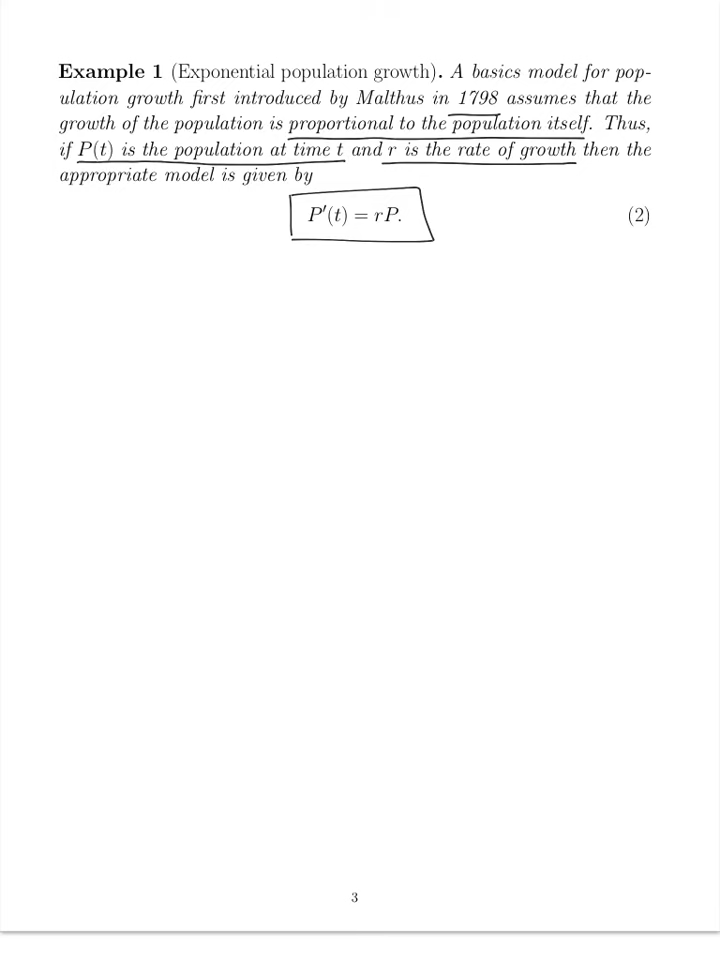 Example 1 (Exponential population growth). A basics model for pop-
ulation growth first introduced by Malthus in 1798 assumes that the
growth of the population is proportional to the population itself. Thus,
if P(t) is the population at time t and r is the rate of growth then the
appropriate model is given by
P′(t) = rP. (2)
3